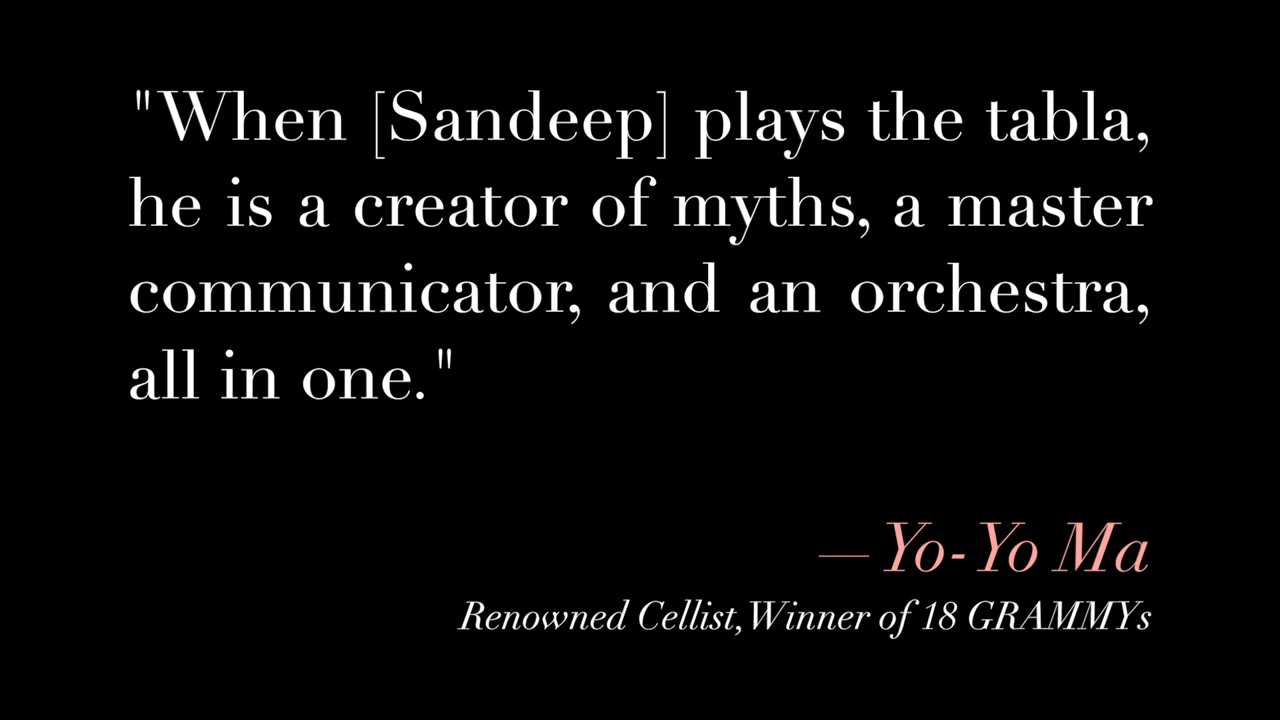 "When [Sandeep] plays the tabla,
he is a creator of myths, a master
communicator, and an orchestra,
all in one."
—Yo-Yo Ma
Renowned Cellist, Winner of 18 GRAMMYs